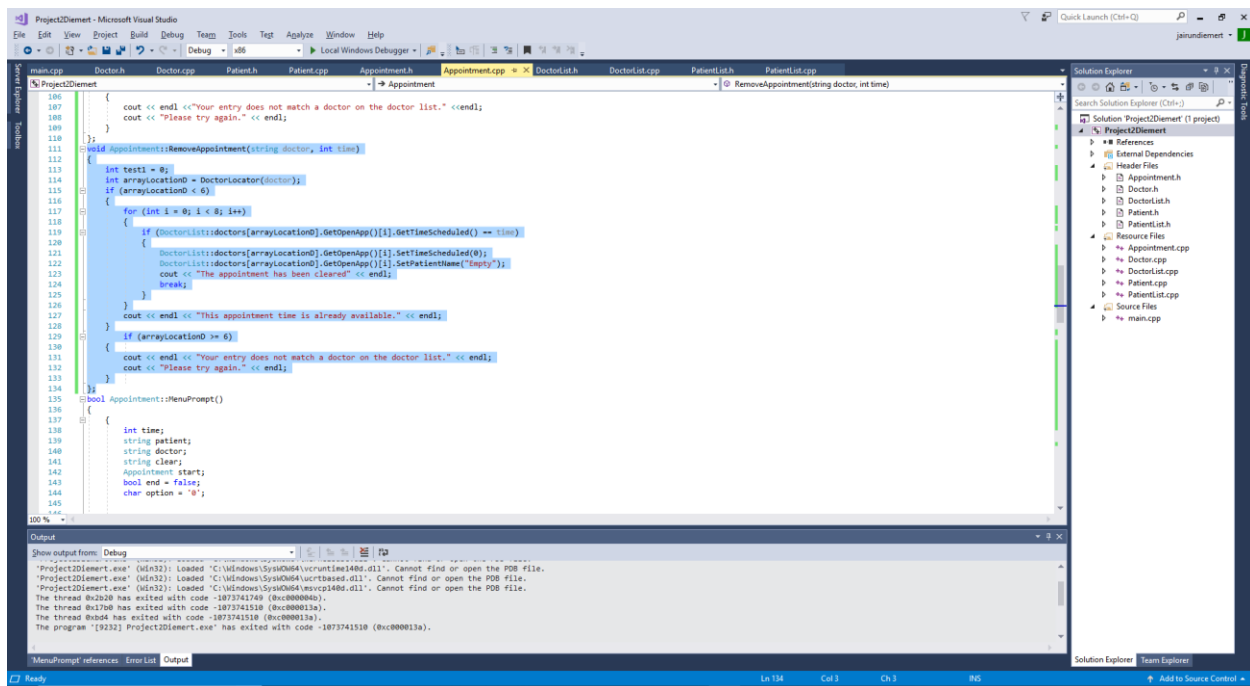 Project2Diemert - Microsoft Visual Studio
Quick Launch (Ctrl+Q)
File Edit View Project Build Debug Team Tools Test Analyze Window Help
jairundiemert
J
Debug x86 Local Windows Debugger
Server Explorer
Toolbox
main.cpp Doctor.h Doctor.cpp Patient.h Patient.cpp Appointment.h Appointment.cpp DoctorList.h DoctorList.cpp PatientList.h PatientList.cpp
Project2Diemert Appointment RemoveAppointment(string doctor, int time)
106 {
107 cout << endl <<"Your entry does not match a doctor on the doctor list." <<endl;
108 cout << "Please try again." << endl;
109 }
110 };
111 void Appointment::RemoveAppointment(string doctor, int time)
112 {
113 int test1 = 0;
114 int arrayLocationD = DoctorLocator(doctor);
115 if (arrayLocationD < 6)
116 {
117 for (int i = 0; i < 8; i++)
118 {
119 if (DoctorList::doctors[arrayLocationD].GetOpenApp()[i].GetTimeScheduled() == time)
120 {
121 DoctorList::doctors[arrayLocationD].GetOpenApp()[i].SetTimeScheduled(0);
122 DoctorList::doctors[arrayLocationD].GetOpenApp()[i].SetPatientName("Empty");
123 cout << "The appointment has been cleared" << endl;
124 break;
125 }
126 }
127 cout << endl << "This appointment time is already available." << endl;
128 }
129 if (arrayLocationD >= 6)
130 {
131 cout << endl << "Your entry does not match a doctor on the doctor list." << endl;
132 cout << "Please try again." << endl;
133 }
134 };
135 bool Appointment::MenuPrompt()
136 {
137 {
138 int time;
139 string patient;
140 string doctor;
141 string clear;
142 Appointment start;
143 bool end = false;
144 char option = '0';
145
100 %
Solution Explorer
Search Solution Explorer (Ctrl+;)
Solution 'Project2Diemert' (1 project)
Project2Diemert
References
External Dependencies
Header Files
Appointment.h
Doctor.h
DoctorList.h
Patient.h
PatientList.h
Resource Files
Appointment.cpp
Doctor.cpp
DoctorList.cpp
Patient.cpp
PatientList.cpp
Source Files
main.cpp
Solution Explorer Team Explorer
Diagnostic Tools
Output
Show output from: Debug
'Project2Diemert.exe' (Win32): Loaded 'C:\Windows\SysWOW64\vcruntime140d.dll'. Cannot find or open the PDB file.
'Project2Diemert.exe' (Win32): Loaded 'C:\Windows\SysWOW64\ucrtbased.dll'. Cannot find or open the PDB file.
'Project2Diemert.exe' (Win32): Loaded 'C:\Windows\SysWOW64\msvcp140d.dll'. Cannot find or open the PDB file.
The thread 0x2b20 has exited with code -1073741749 (0xc000004b).
The thread 0x17b0 has exited with code -1073741510 (0xc000013a).
The thread 0xbd4 has exited with code -1073741510 (0xc000013a).
The program '[9232] Project2Diemert.exe' has exited with code -1073741510 (0xc000013a).
'MenuPrompt' references Error List Output
Ready Ln 134 Col 3 Ch 3 INS Add to Source Control